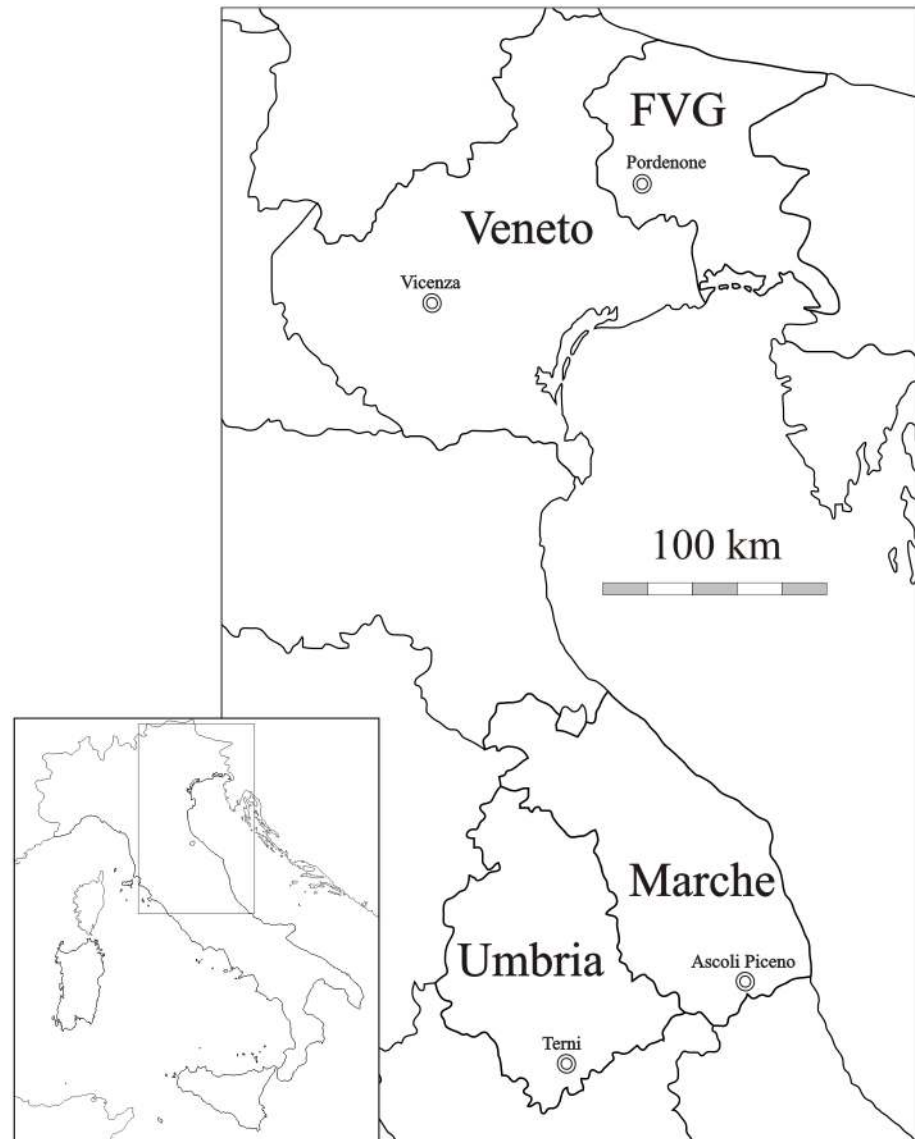 FVG
Pordenone
Veneto
Vicenza
100 km
Marche
Umbria
Ascoli Piceno
Terni